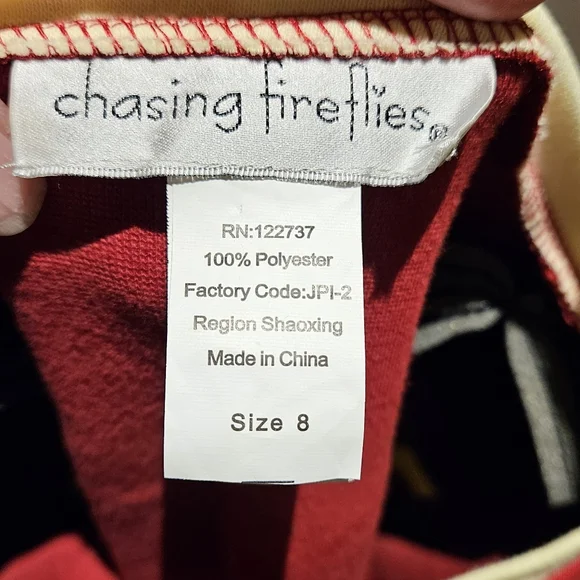 chasing fireflies®
RN:122737
100% Polyester
Factory Code:JPI-2
Region Shaoxing
Made in China
Size 8